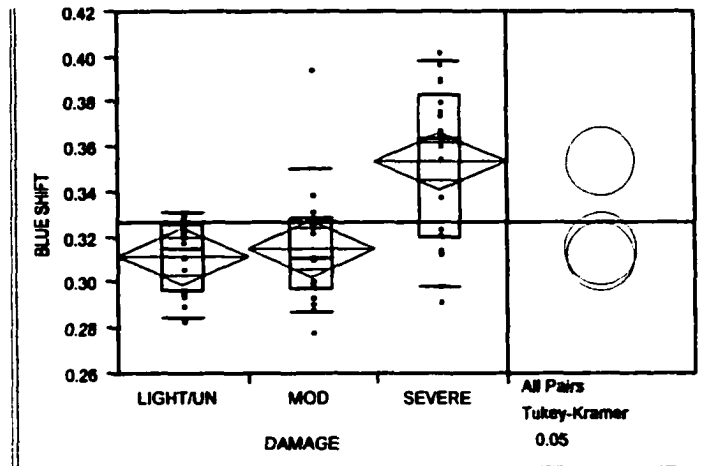 0.42
0.40
0.38
0.36
0.34
0.32
0.30
0.28
0.26
BLUE SHIFT
LIGHT/UN
MOD
SEVERE
DAMAGE
All Pairs
Tukey-Kramer
0.05